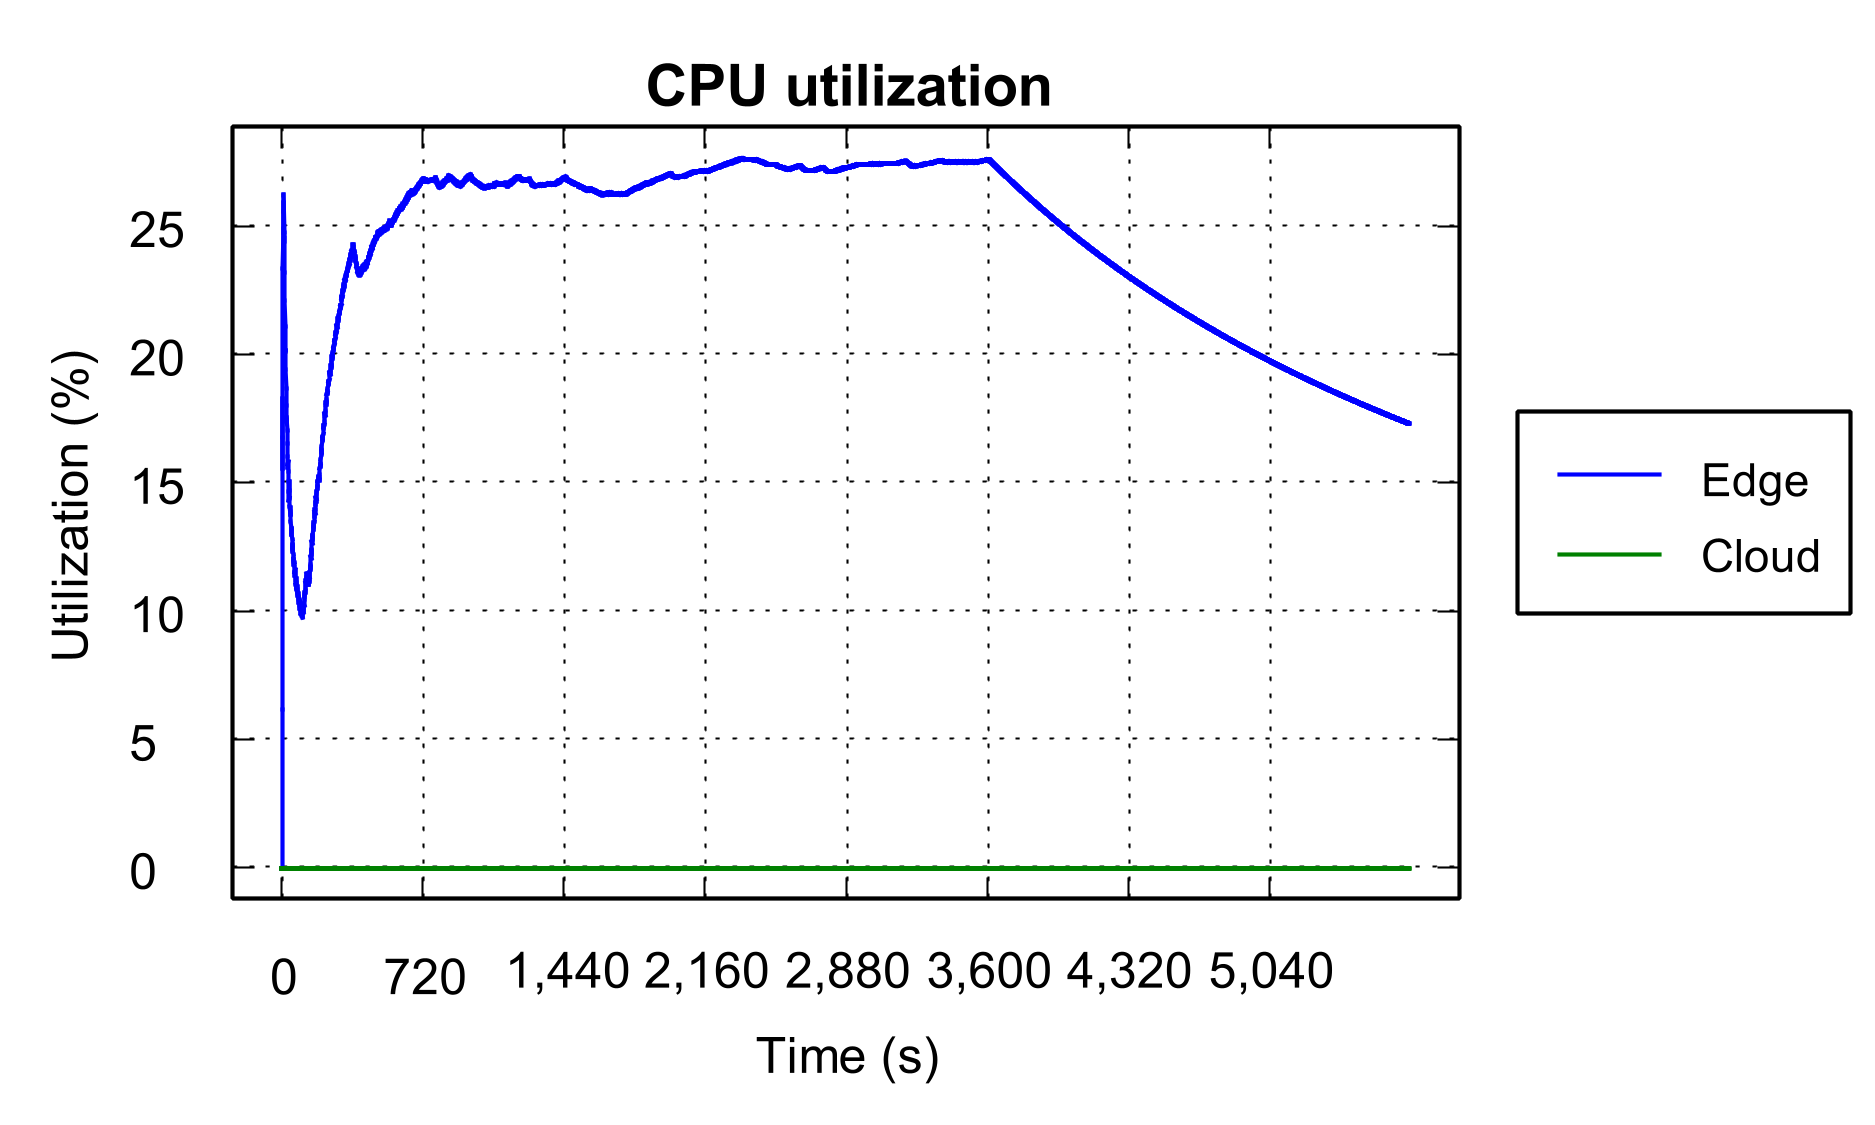 CPU utilization
Utilization (%)
25
20
15
10
5
0
0 720 1,440 2,160 2,880 3,600 4,320 5,040
Time (s)
Edge
Cloud